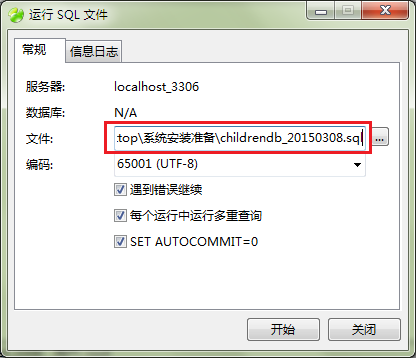 运行 SQL 文件
常规 信息日志
服务器: localhost_3306
数据库: N/A
文件: top\系统安装准备\childrendb_20150308.sql ...
编码: 65001 (UTF-8)
遇到错误继续
每个运行中运行多重查询
SET AUTOCOMMIT=0
开始 关闭